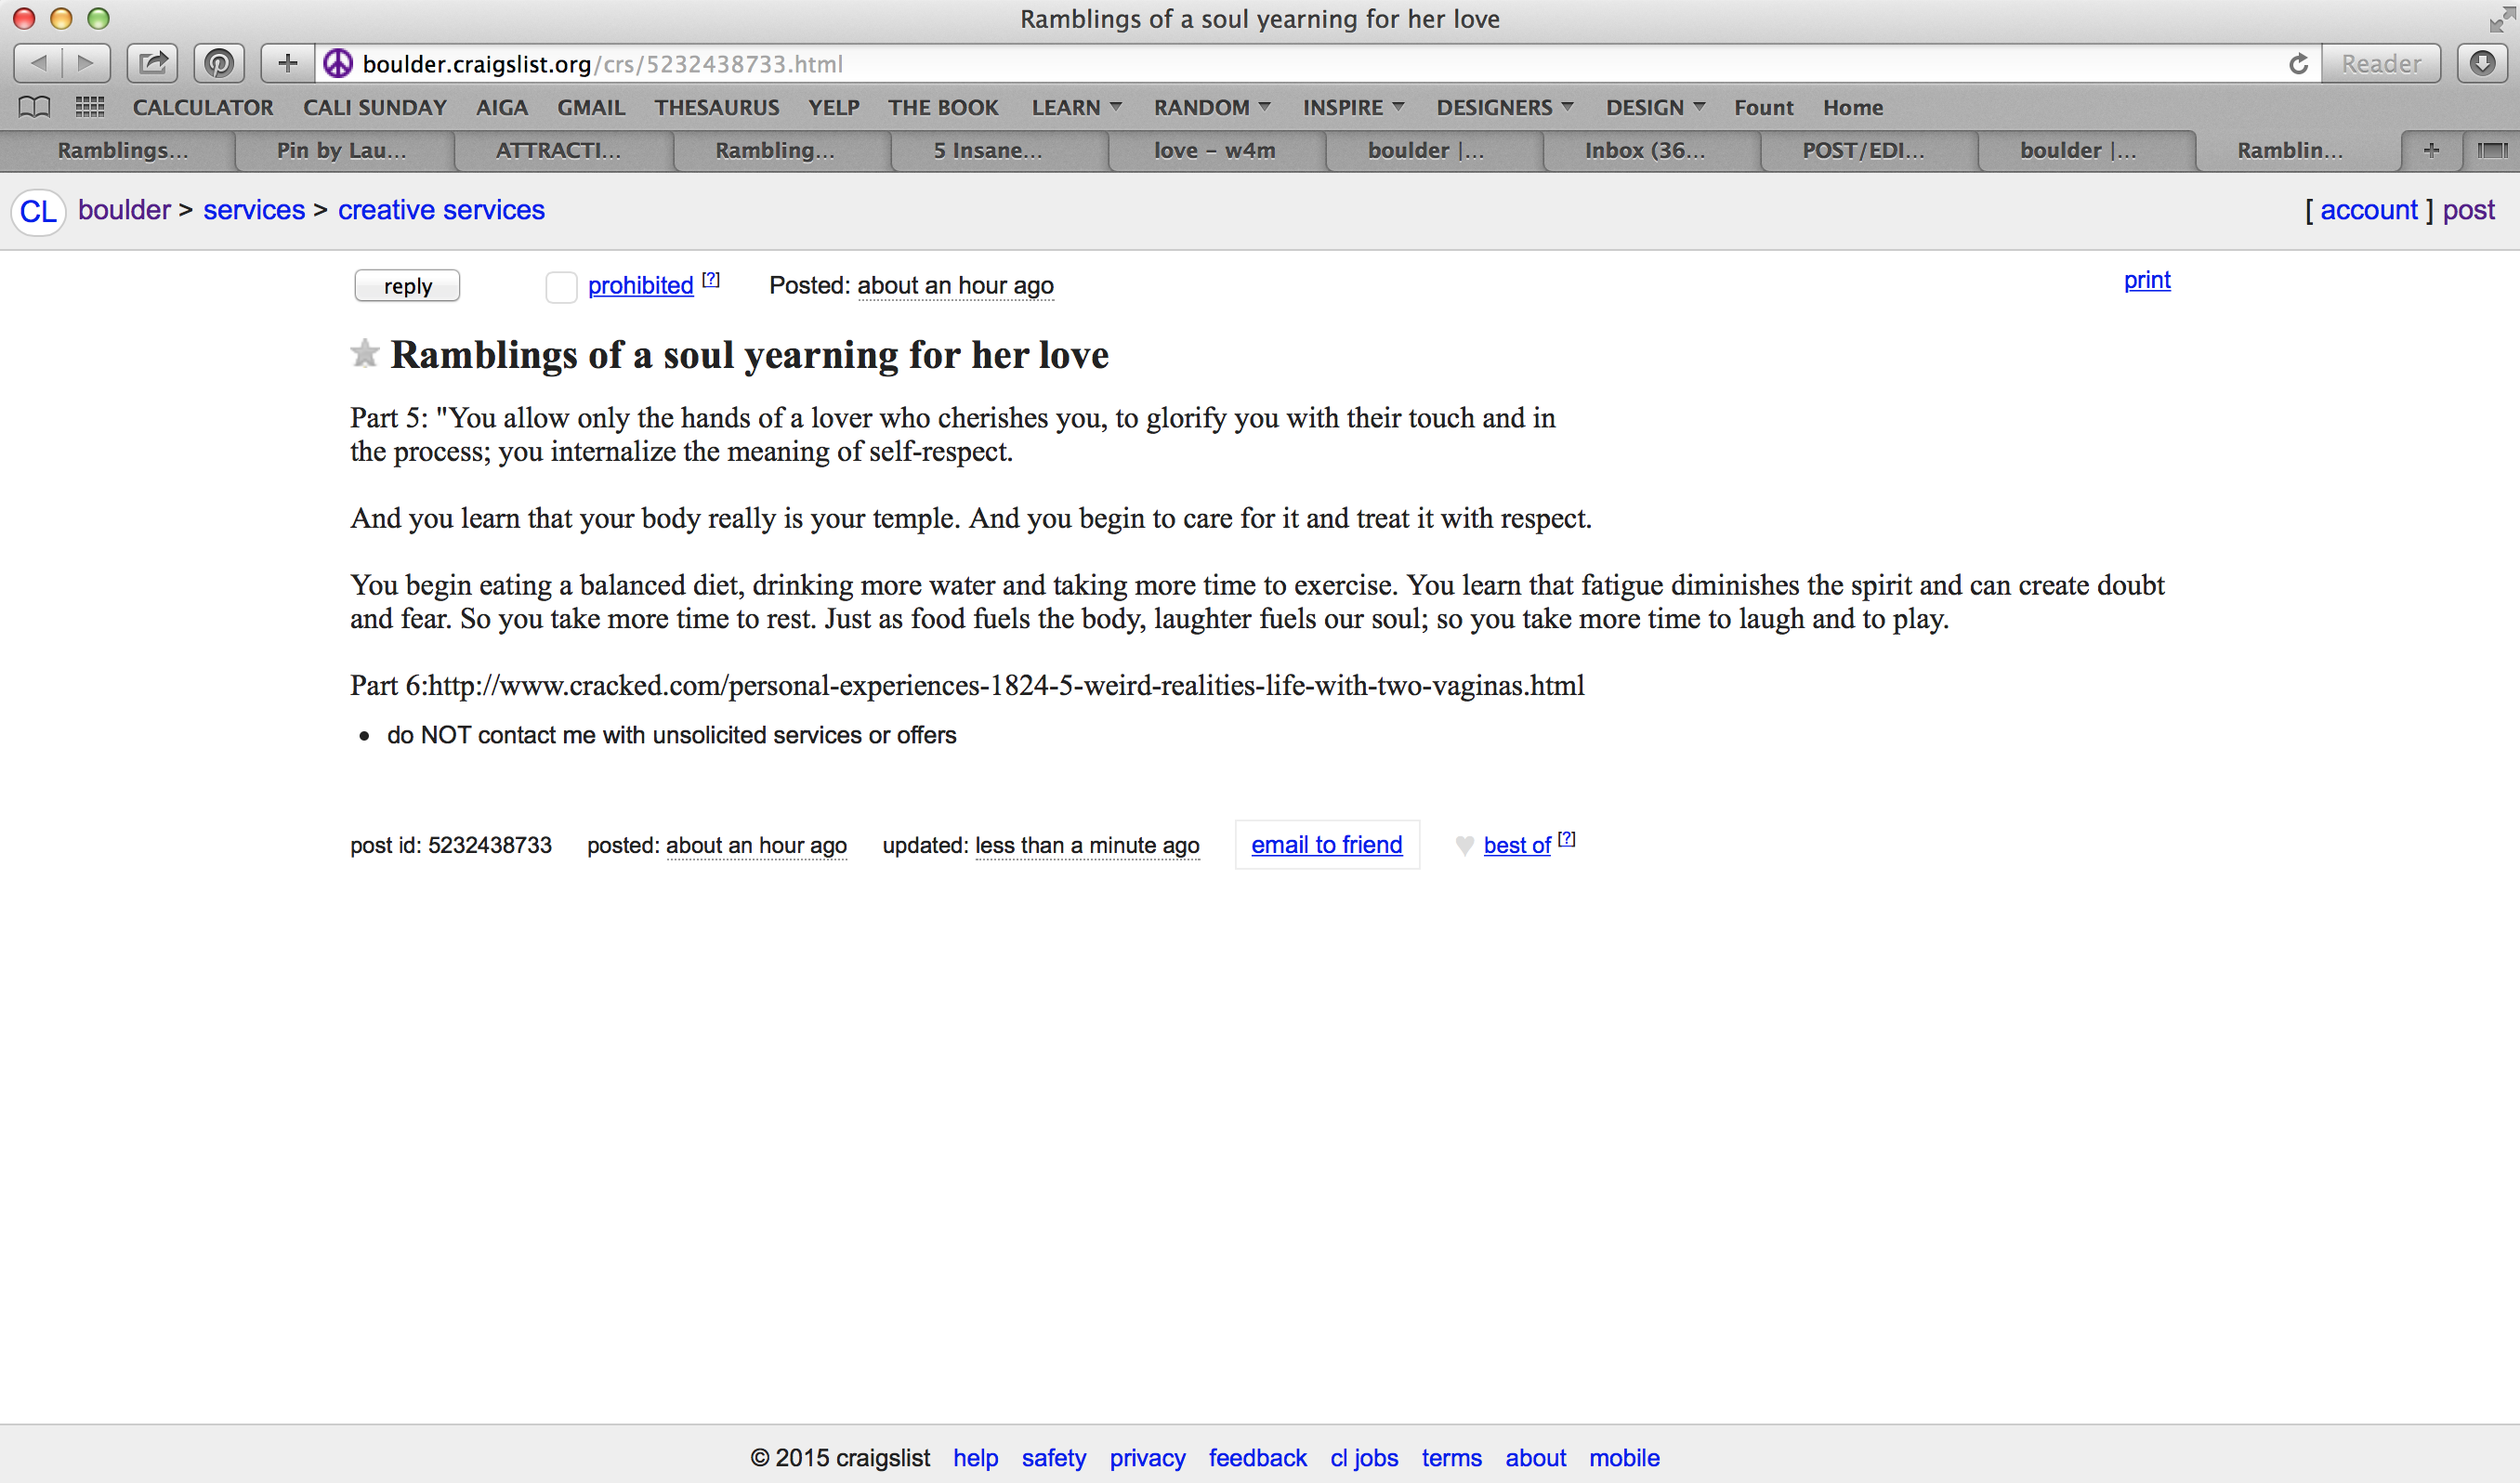 Ramblings of a soul yearning for her love
boulder.craigslist.org/crs/5232438733.html
Reader
CALCULATOR CALI SUNDAY AIGA GMAIL THESAURUS YELP THE BOOK LEARN RANDOM INSPIRE DESIGNERS DESIGN Fount Home
Ramblings... Pin by Lau... ATTRACTI... Rambling... 5 Insane... love – w4m boulder |... Inbox (36... POST/EDI... boulder |... Ramblin... +
CL boulder > services > creative services [ account ] post
reply prohibited [?] Posted: about an hour ago print
Ramblings of a soul yearning for her love
Part 5: "You allow only the hands of a lover who cherishes you, to glorify you with their touch and in
the process; you internalize the meaning of self-respect.
And you learn that your body really is your temple. And you begin to care for it and treat it with respect.
You begin eating a balanced diet, drinking more water and taking more time to exercise. You learn that fatigue diminishes the spirit and can create doubt
and fear. So you take more time to rest. Just as food fuels the body, laughter fuels our soul; so you take more time to laugh and to play.
Part 6:http://www.cracked.com/personal-experiences-1824-5-weird-realities-life-with-two-vaginas.html
• do NOT contact me with unsolicited services or offers
post id: 5232438733 posted: about an hour ago updated: less than a minute ago email to friend best of [?]
© 2015 craigslist help safety privacy feedback cl jobs terms about mobile